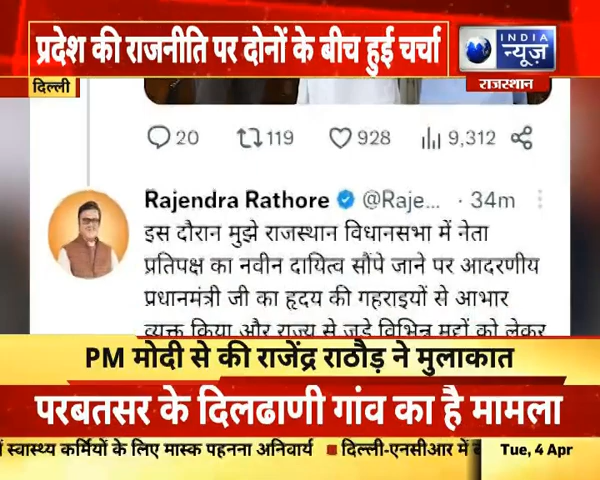 प्रदेश की राजनीति पर दोनों के बीच हुई चर्चा
INDIA
न्यूज़
राजस्थान
दिल्ली
20 119 928 9,312
Rajendra Rathore @Raje... · 34m
इस दौरान मुझे राजस्थान विधानसभा में नेता
प्रतिपक्ष का नवीन दायित्व सौंपे जाने पर आदरणीय
प्रधानमंत्री जी का हृदय की गहराइयों से आभार
व्यक्त किया और राज्य से जुड़े विभिन्न मुद्दों को लेकर
PM मोदी से की राजेंद्र राठौड़ ने मुलाकात
परबतसर के दिलढाणी गांव का है मामला
में स्वास्थ्य कर्मियों के लिए मास्क पहनना अनिवार्य दिल्ली-एनसीआर में
Tue, 4 Apr